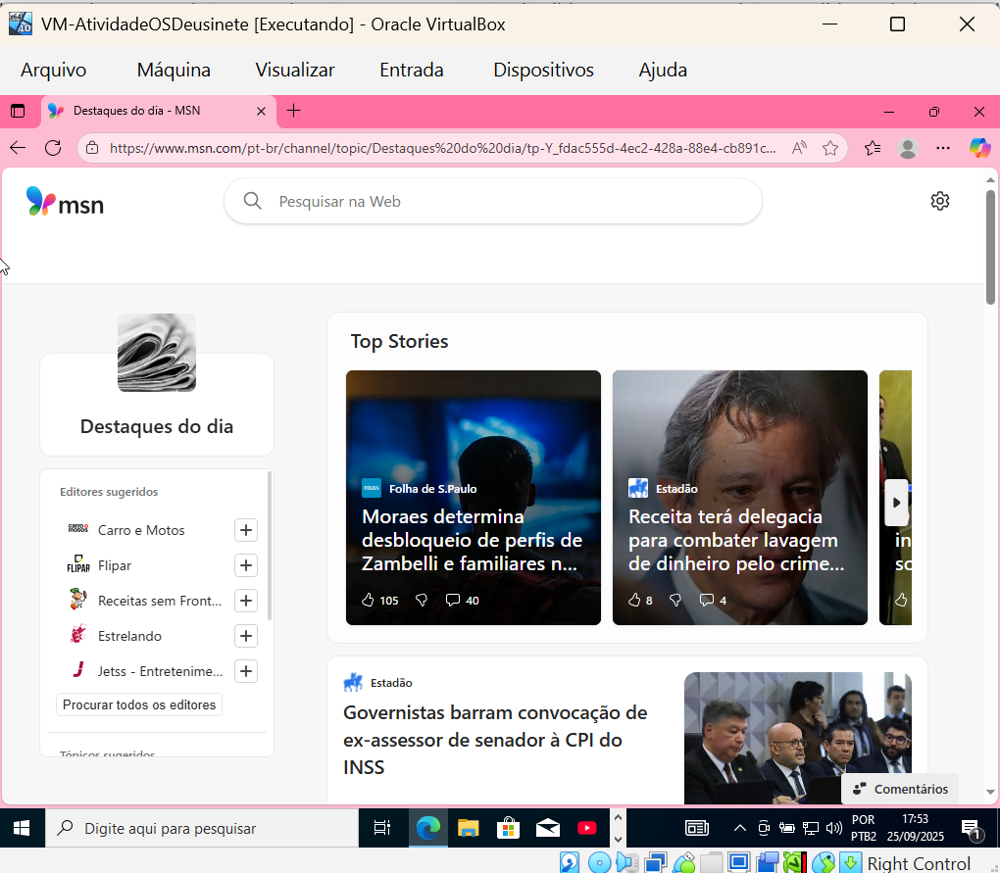 VM-AtividadeOSDeusinete [Executando] - Oracle VirtualBox
Arquivo Máquina Visualizar Entrada Dispositivos Ajuda
Destaques do dia - MSN
https://www.msn.com/pt-br/channel/topic/Destaques%20do%20dia/tp-Y_fdac555d-4ec2-428a-88e4-cb891c...
msn
Pesquisar na Web
Destaques do dia
Editores sugeridos
Carro e Motos
FLIPAR
Flipar
Receitas sem Front...
Estrelando
Jetss - Entretenime...
Procurar todos os editores
Tópicos sugeridos
Top Stories
FOLHA
Folha de S.Paulo
Moraes determina
desbloqueio de perfis de
Zambelli e familiares n...
105 40
Estadão
Receita terá delegacia
para combater lavagem
de dinheiro pelo crime...
8 4
in
sc
Estadão
Governistas barram convocação de
ex-assessor de senador à CPI do
INSS
Comentários
Digite aqui para pesquisar
POR
PTB2
17:53
25/09/2025
1
Right Control